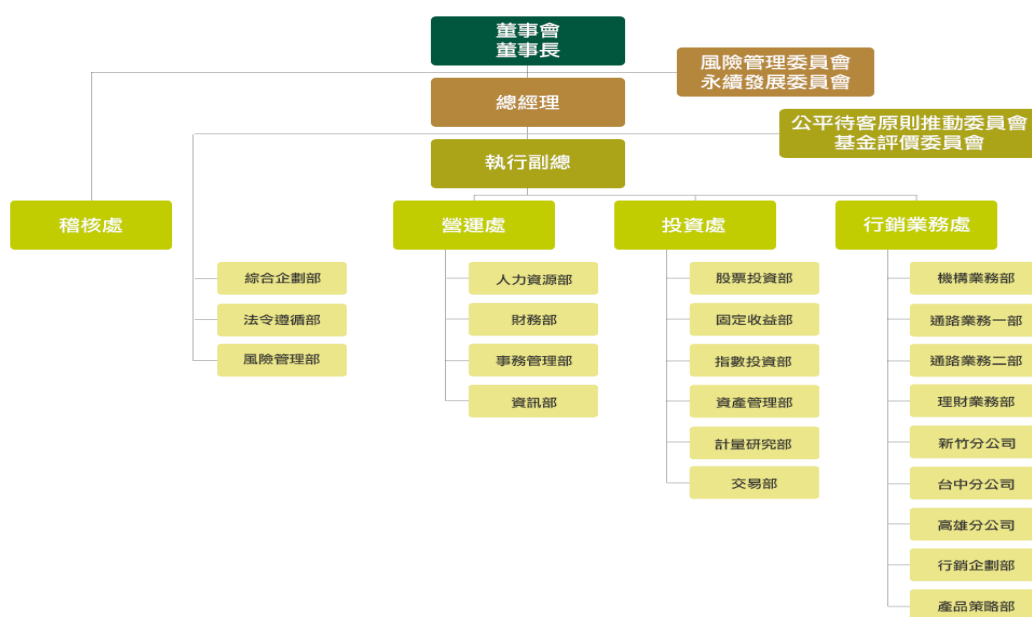 董事會
董事長
風險管理委員會
永續發展委員會
總經理
公平待客原則推動委員會
基金評價委員會
執行副總
稽核處
營運處
投資處
行銷業務處
綜合企劃部
法令遵循部
風險管理部
人力資源部
財務部
事務管理部
資訊部
股票投資部
固定收益部
指數投資部
資產管理部
計量研究部
交易部
機構業務部
通路業務一部
通路業務二部
理財業務部
新竹分公司
台中分公司
高雄分公司
行銷企劃部
產品策略部